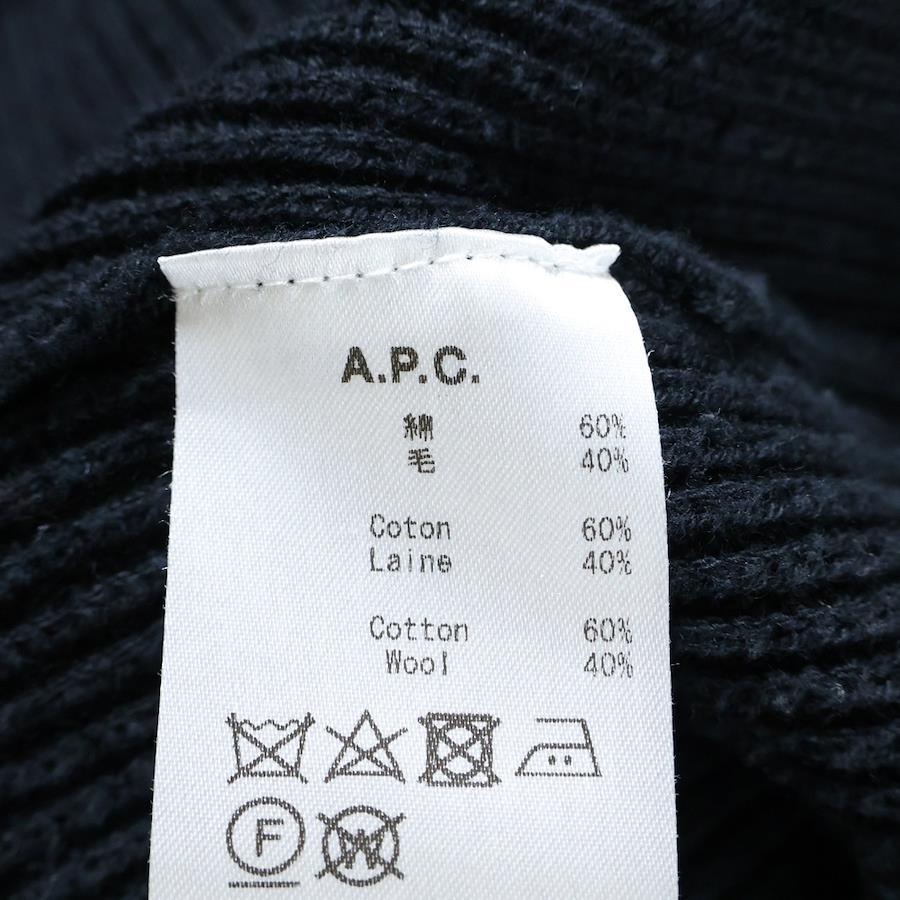 A.P.C.
綿 60%
毛 40%
Coton 60%
Laine 40%
Cotton 60%
Wool 40%
F W